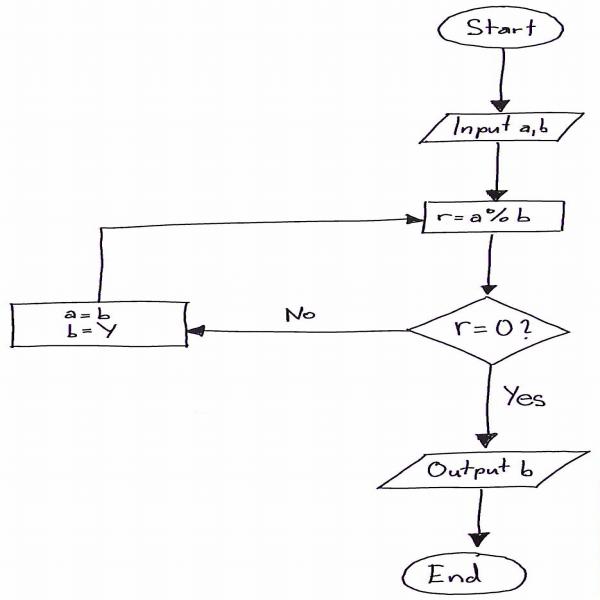 Start
Input a,b
r=a%b
r=0?
No
a=b
b=Y
Yes
Output b
End